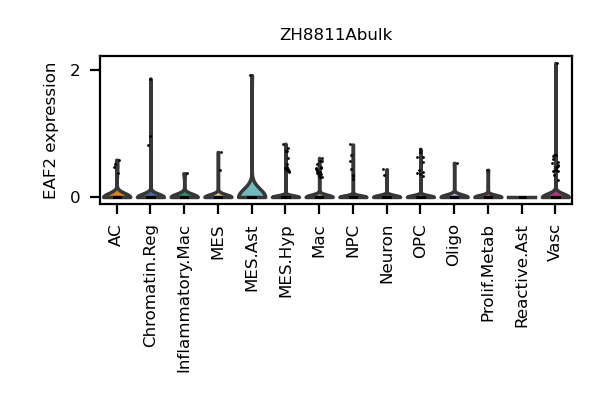 ZH8811Abulk
EAF2 expression
2
0
AC
Chromatin.Reg
Inflammatory.Mac
MES
MES.Ast
MES.Hyp
Mac
NPC
Neuron
OPC
Oligo
Prolif.Metab
Reactive.Ast
Vasc